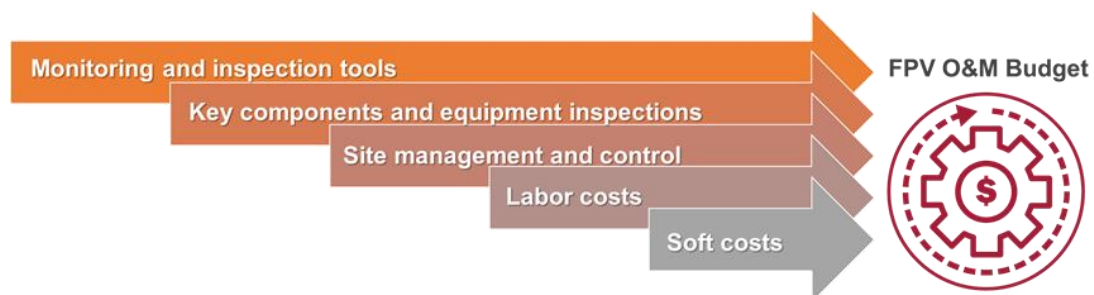 Monitoring and inspection tools
FPV O&M Budget
Key components and equipment inspections
Site management and control
Labor costs
$
Soft costs